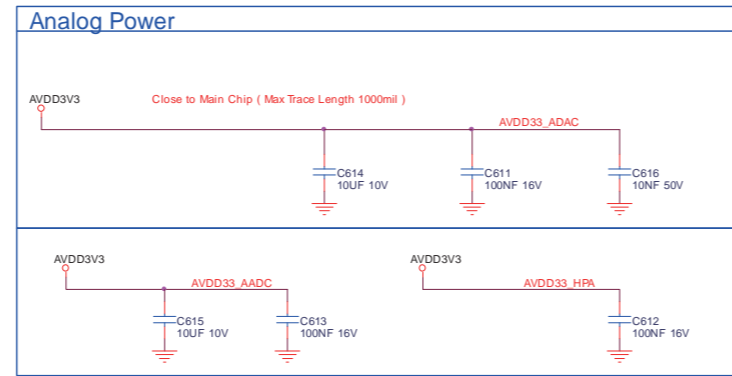 Analog Power
AVDD3V3
Close to Main Chip ( Max Trace Length 1000mil )
AVDD33_ADAC
C614
10UF 10V
C611
100NF 16V
C616
10NF 50V
AVDD3V3
AVDD33_AADC
C615
10UF 10V
C613
100NF 16V
AVDD3V3
AVDD33_HPA
C612
100NF 16V